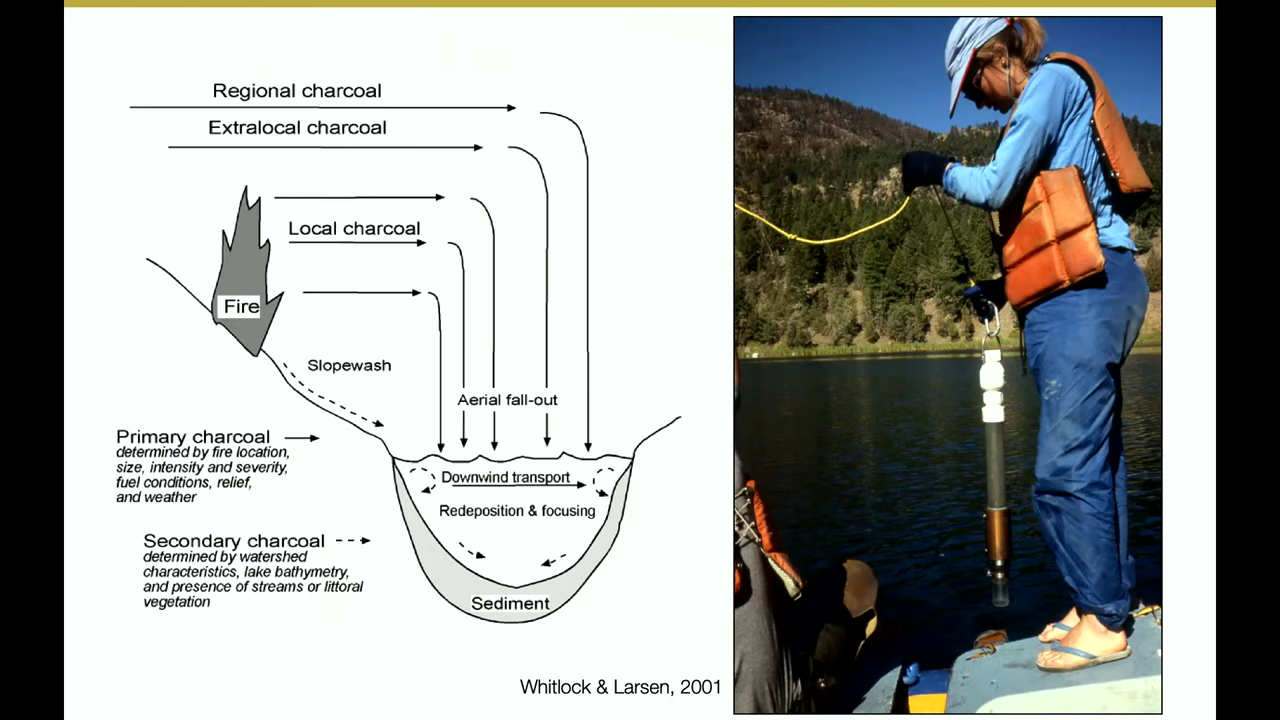 Regional charcoal
Extralocal charcoal
Local charcoal
Fire
Slopewash
Aerial fall-out
Primary charcoal
determined by fire location,
size, intensity and severity,
fuel conditions, relief,
and weather
Downwind transport
Redeposition & focusing
Secondary charcoal
determined by watershed
characteristics, lake bathymetry,
and presence of streams or littoral
vegetation
Sediment
Whitlock & Larsen, 2001